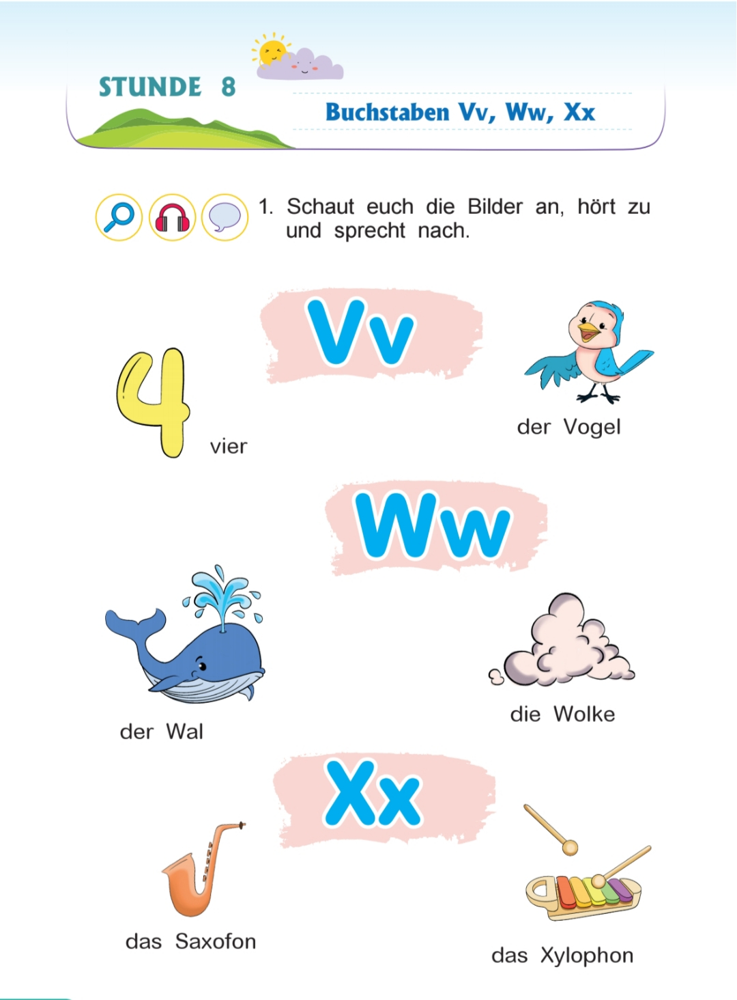 STUNDE 8
Buchstaben Vv, Ww, Xx
1. Schaut euch die Bilder an, hört zu
und sprecht nach.
Vv
4
vier
der Vogel
Ww
der Wal
die Wolke
Xx
das Saxofon
das Xylophon